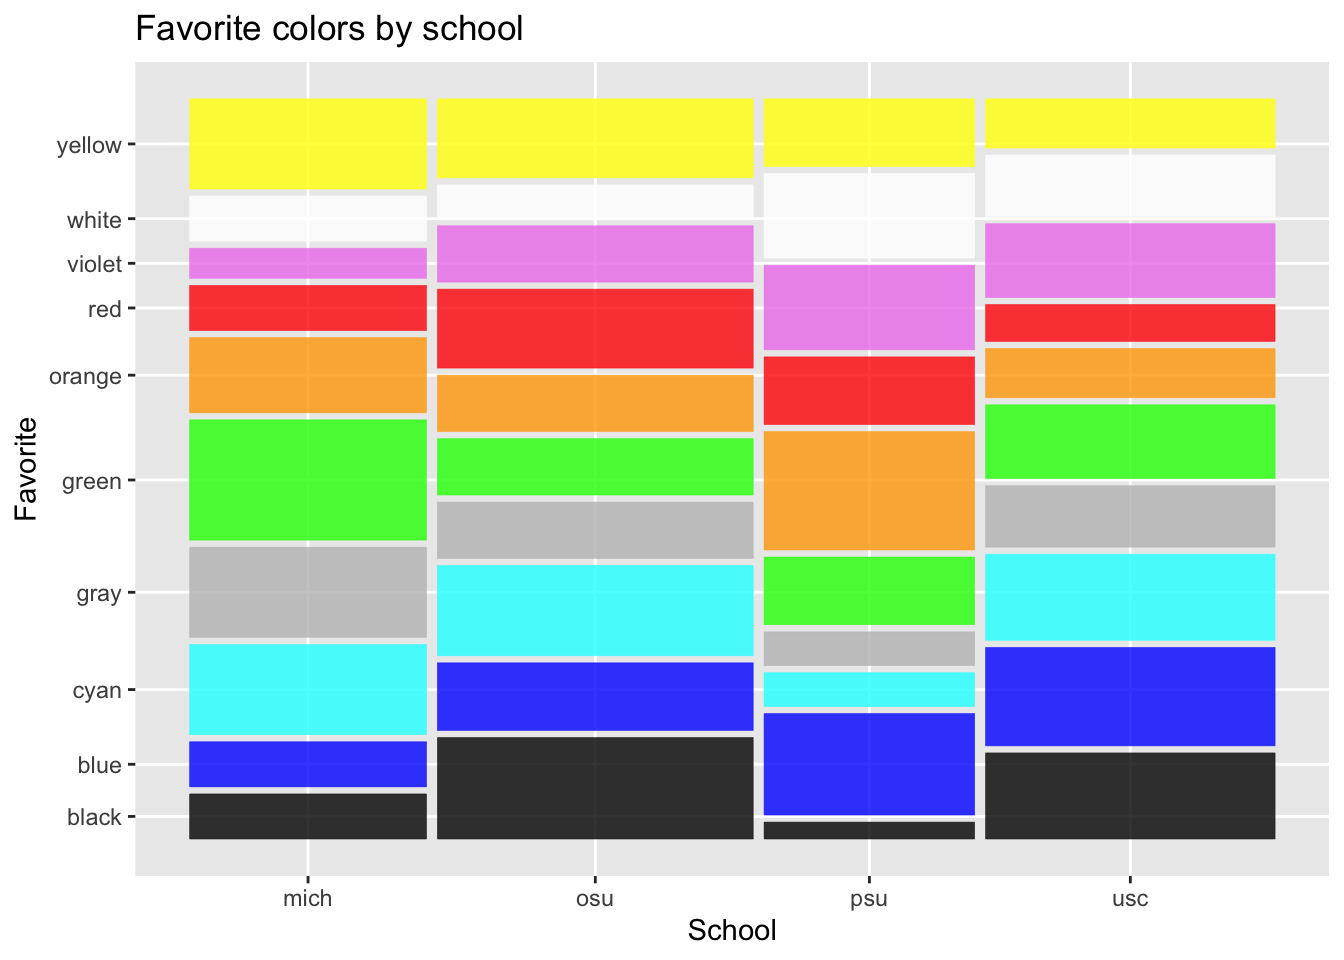 Favorite colors by school
Favorite
yellow
white
violet
red
orange
green
gray
cyan
blue
black
mich osu psu usc
School